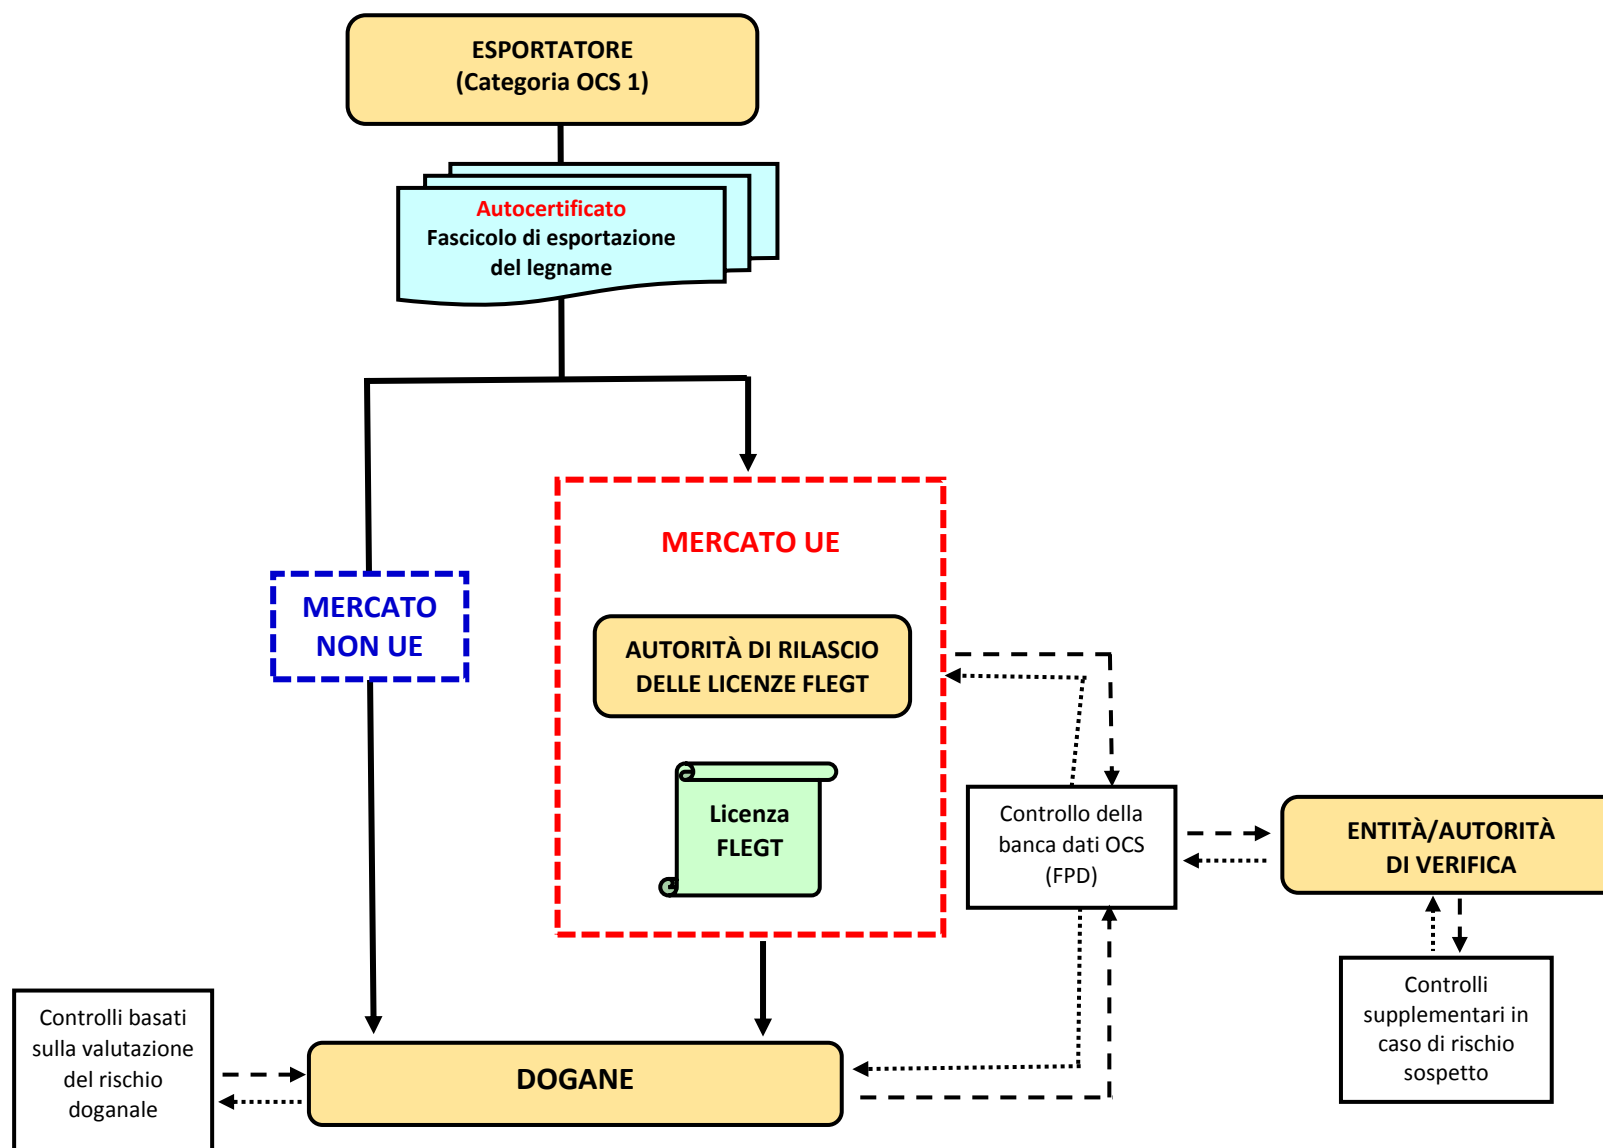 ESPORTATORE
(Categoria OCS 1)
Autocertificato
Fascicolo di esportazione
del legname
MERCATO UE
MERCATO
NON UE
AUTORITÀ DI RILASCIO
DELLE LICENZE FLEGT
Licenza
FLEGT
Controllo della
banca dati OCS
(FPD)
ENTITÀ/AUTORITÀ
DI VERIFICA
Controlli
supplementari in
caso di rischio
sospetto
Controlli basati
sulla valutazione
del rischio
doganale
DOGANE